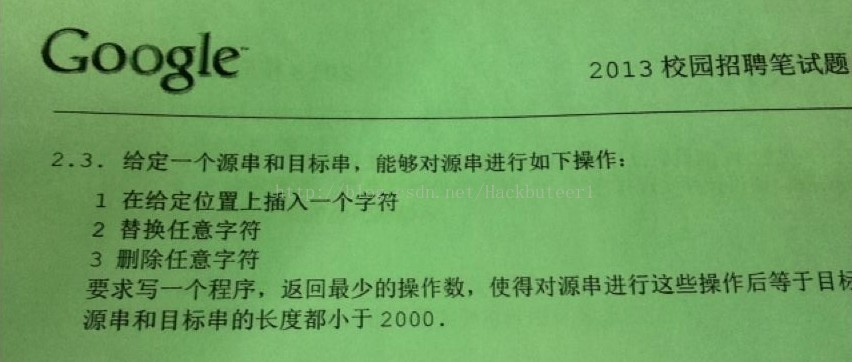 Google™
2013 校园招聘笔试题
2.3. 给定一个源串和目标串，能够对源串进行如下操作：
1 在给定位置上插入一个字符
2 替换任意字符
3 删除任意字符
要求写一个程序，返回最少的操作数，使得对源串进行这些操作后等于目标
源串和目标串的长度都小于 2000．